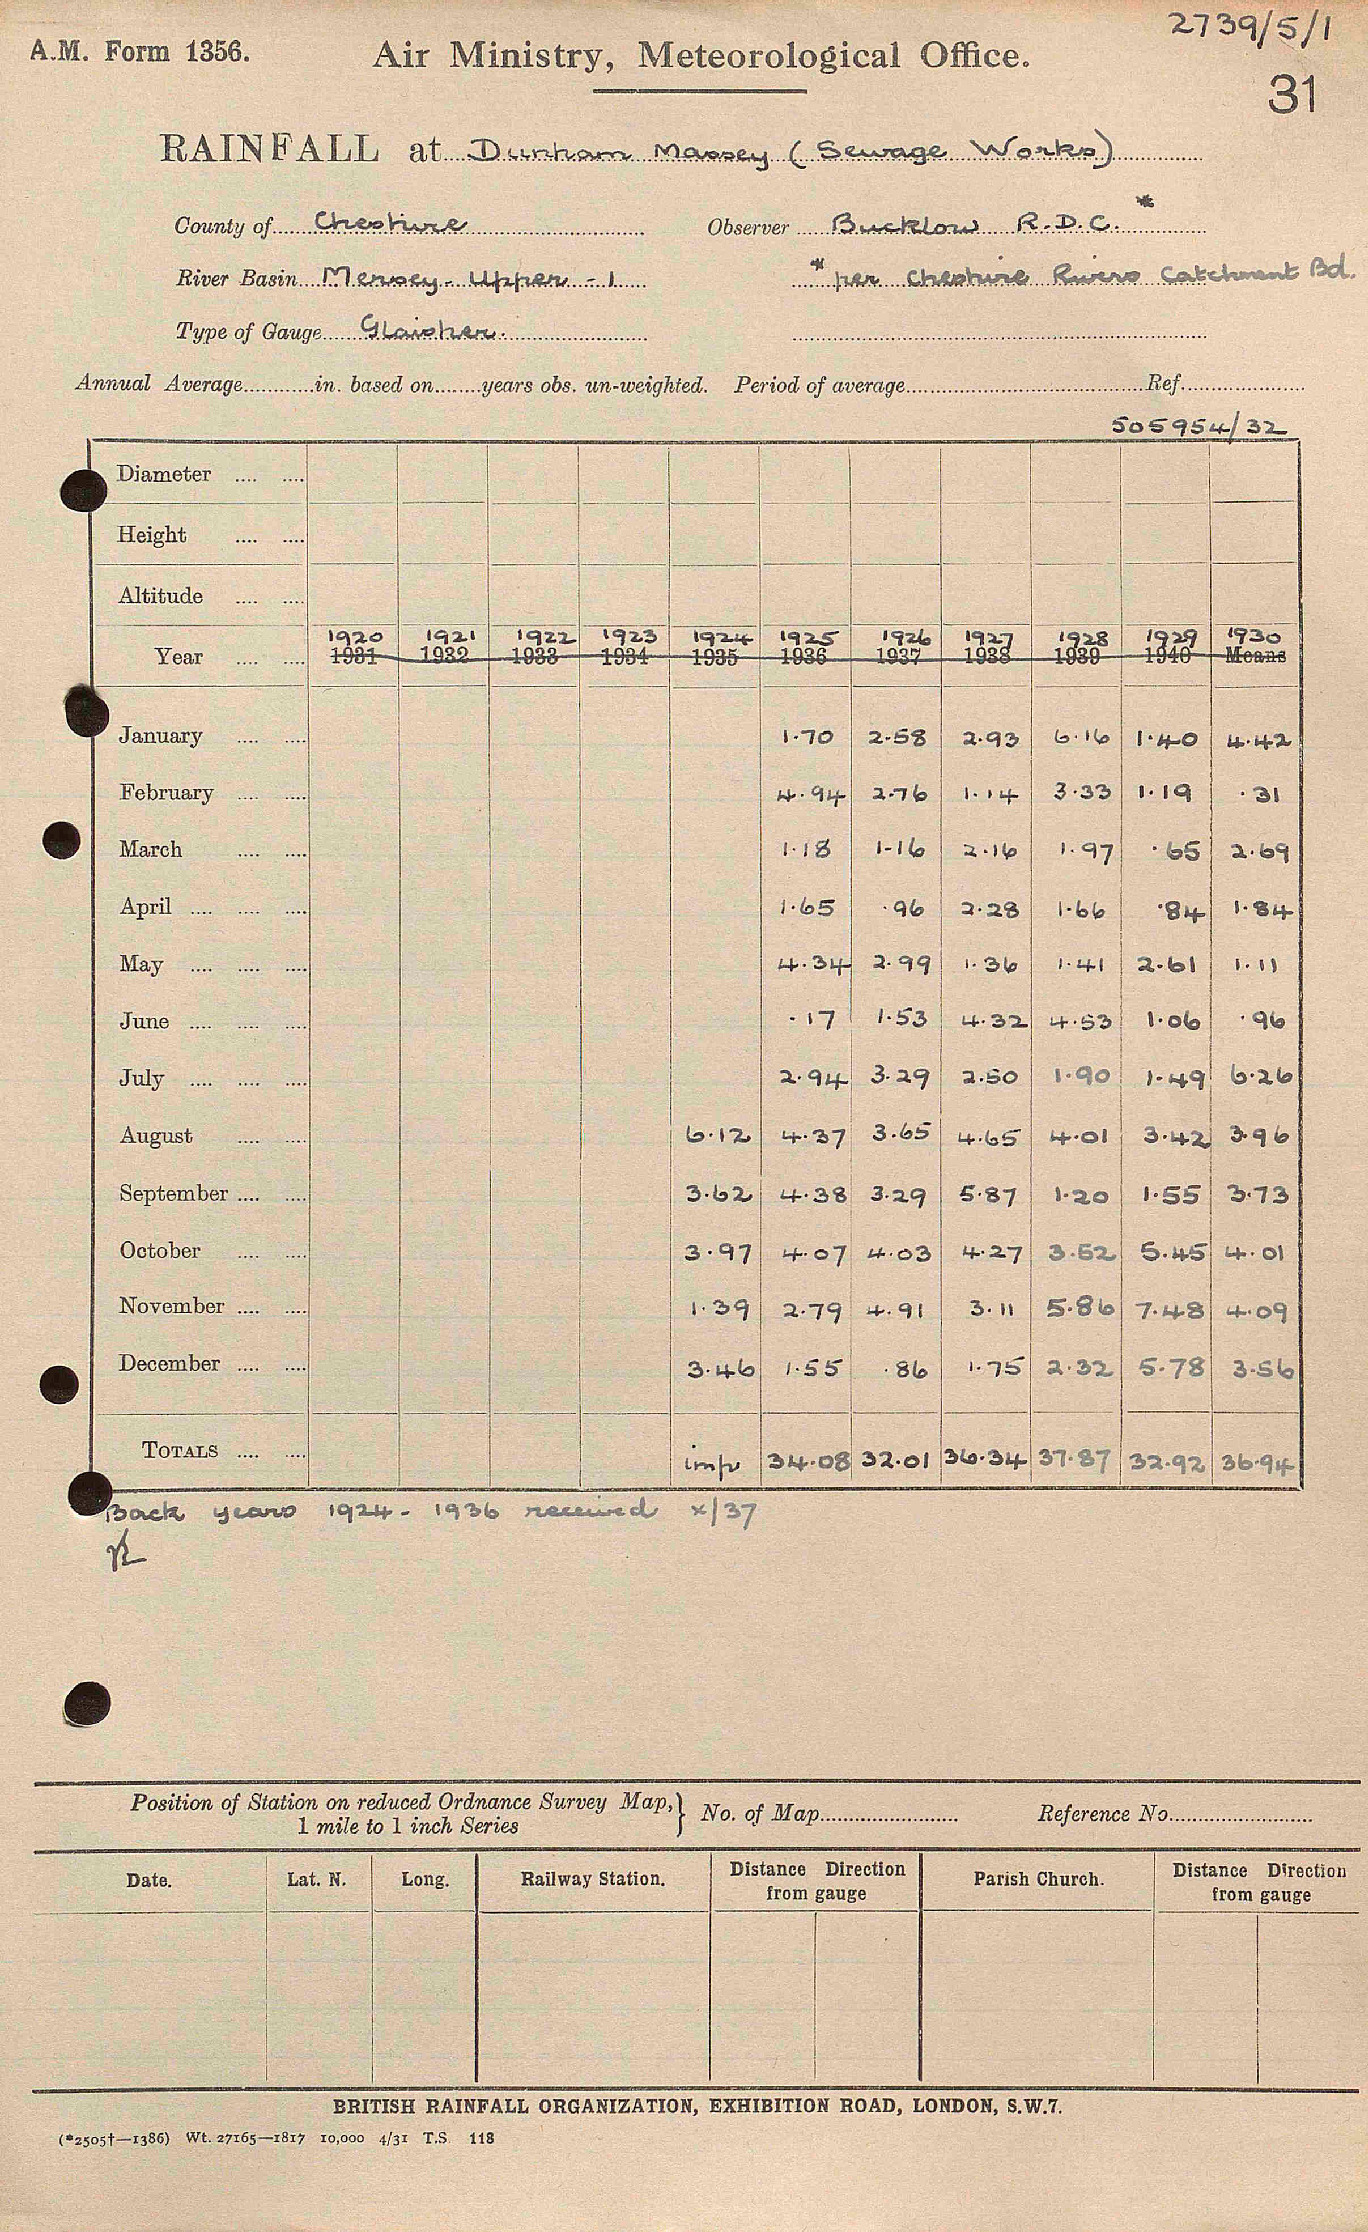 2739/5/1
A.M. Form 1356. Air Ministry, Meteorological Office.
31
RAINFALL at Dunham Massey (Sewage Works)
County of Cheshire Observer Bucklow R.D.C. *
River Basin Mersey-Upper-1 * per Cheshire Rivers Catchment Bd.
Type of Gauge Glaisher.
Annual Average in. based on years obs. un-weighted. Period of average Ref.
505954/32
Diameter
Height
Altitude
1920 1921 1922 1923 1924 1925 1926 1927 1928 1929 1930
Year 1931 1932 1933 1934 1935 1936 1937 1938 1939 1940 Means
January 1.70 2.58 2.93 6.16 1.40 4.42
February 4.94 2.76 1.14 3.33 1.19 .31
March 1.18 1.16 2.16 1.97 .65 2.69
April 1.65 .96 2.28 1.66 .84 1.84
May 4.34 2.99 1.36 1.41 2.61 1.11
June .17 1.53 4.32 4.53 1.06 .96
July 2.94 3.29 2.50 1.90 1.49 6.26
August 6.12 4.37 3.65 4.65 4.01 3.42 3.96
September 3.62 4.38 3.29 5.87 1.20 1.55 3.73
October 3.97 4.07 4.03 4.27 3.52 5.45 4.01
November 1.39 2.79 4.91 3.11 5.86 7.48 4.09
December 3.46 1.55 .86 1.75 2.32 5.78 3.56
TOTALS imp 34.08 32.01 36.34 37.87 32.92 36.94
Back years 1924 - 1936 received x/37
Position of Station on reduced Ordnance Survey Map, 1 mile to 1 inch Series } No. of Map Reference No.
Date. Lat. N. Long. Railway Station. Distance Direction from gauge Parish Church. Distance Direction from gauge
BRITISH RAINFALL ORGANIZATION, EXHIBITION ROAD, LONDON, S.W.7.
(*2505†—1386) Wt. 27165—1817 10,000 4/31 T.S. 118